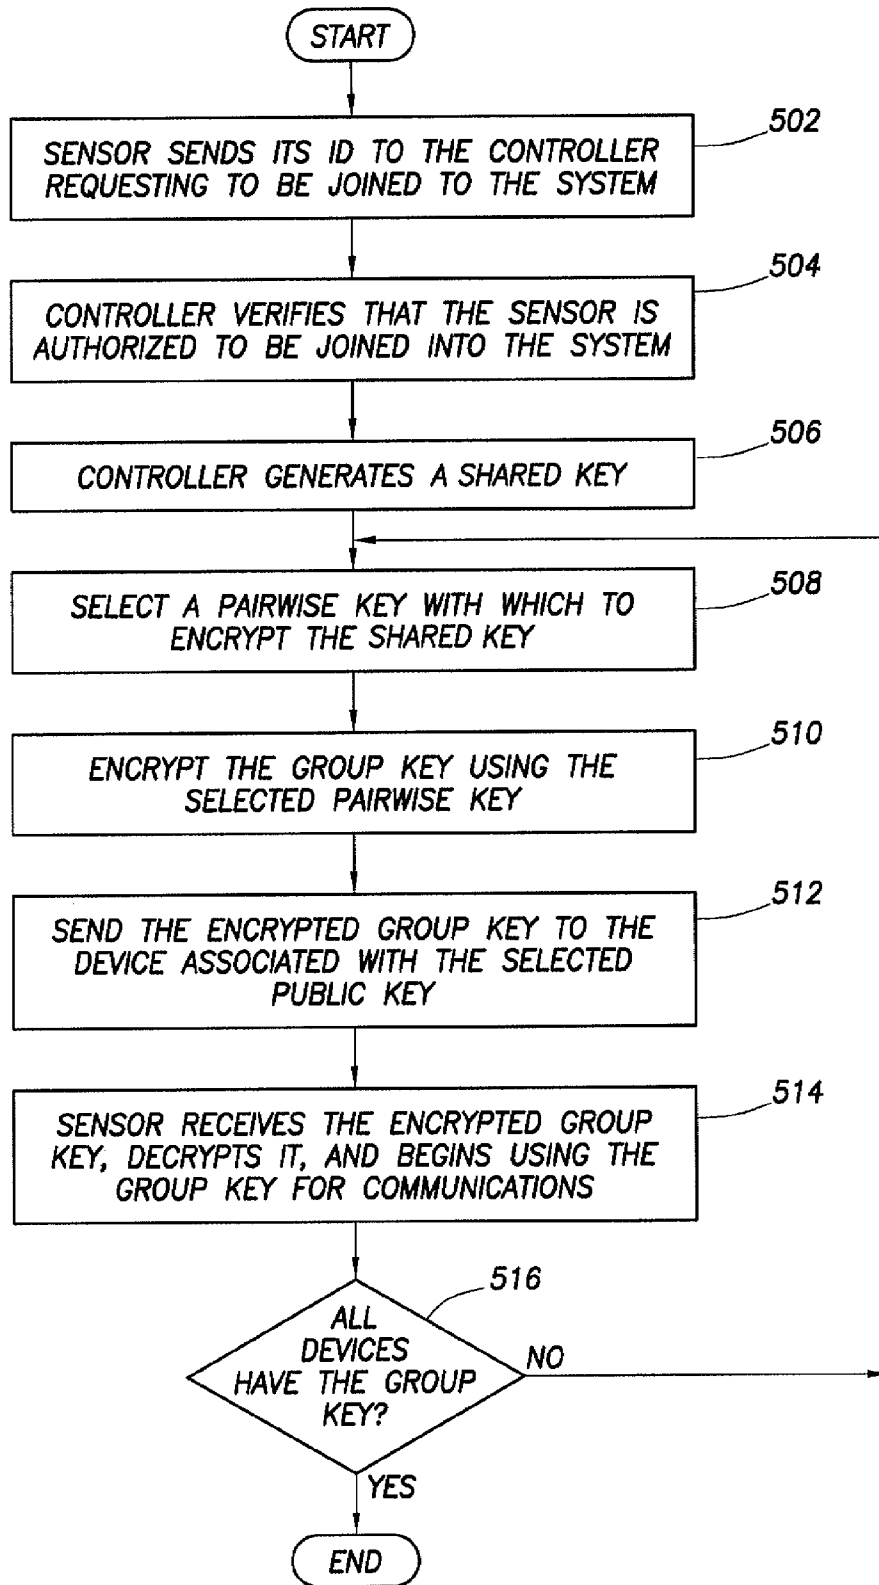 START
502
SENSOR SENDS ITS ID TO THE CONTROLLER
REQUESTING TO BE JOINED TO THE SYSTEM
504
CONTROLLER VERIFIES THAT THE SENSOR IS
AUTHORIZED TO BE JOINED INTO THE SYSTEM
506
CONTROLLER GENERATES A SHARED KEY
508
SELECT A PAIRWISE KEY WITH WHICH TO
ENCRYPT THE SHARED KEY
510
ENCRYPT THE GROUP KEY USING THE
SELECTED PAIRWISE KEY
512
SEND THE ENCRYPTED GROUP KEY TO THE
DEVICE ASSOCIATED WITH THE SELECTED
PUBLIC KEY
514
SENSOR RECEIVES THE ENCRYPTED GROUP
KEY, DECRYPTS IT, AND BEGINS USING THE
GROUP KEY FOR COMMUNICATIONS
516
ALL
DEVICES
HAVE THE GROUP
KEY?
NO
YES
END